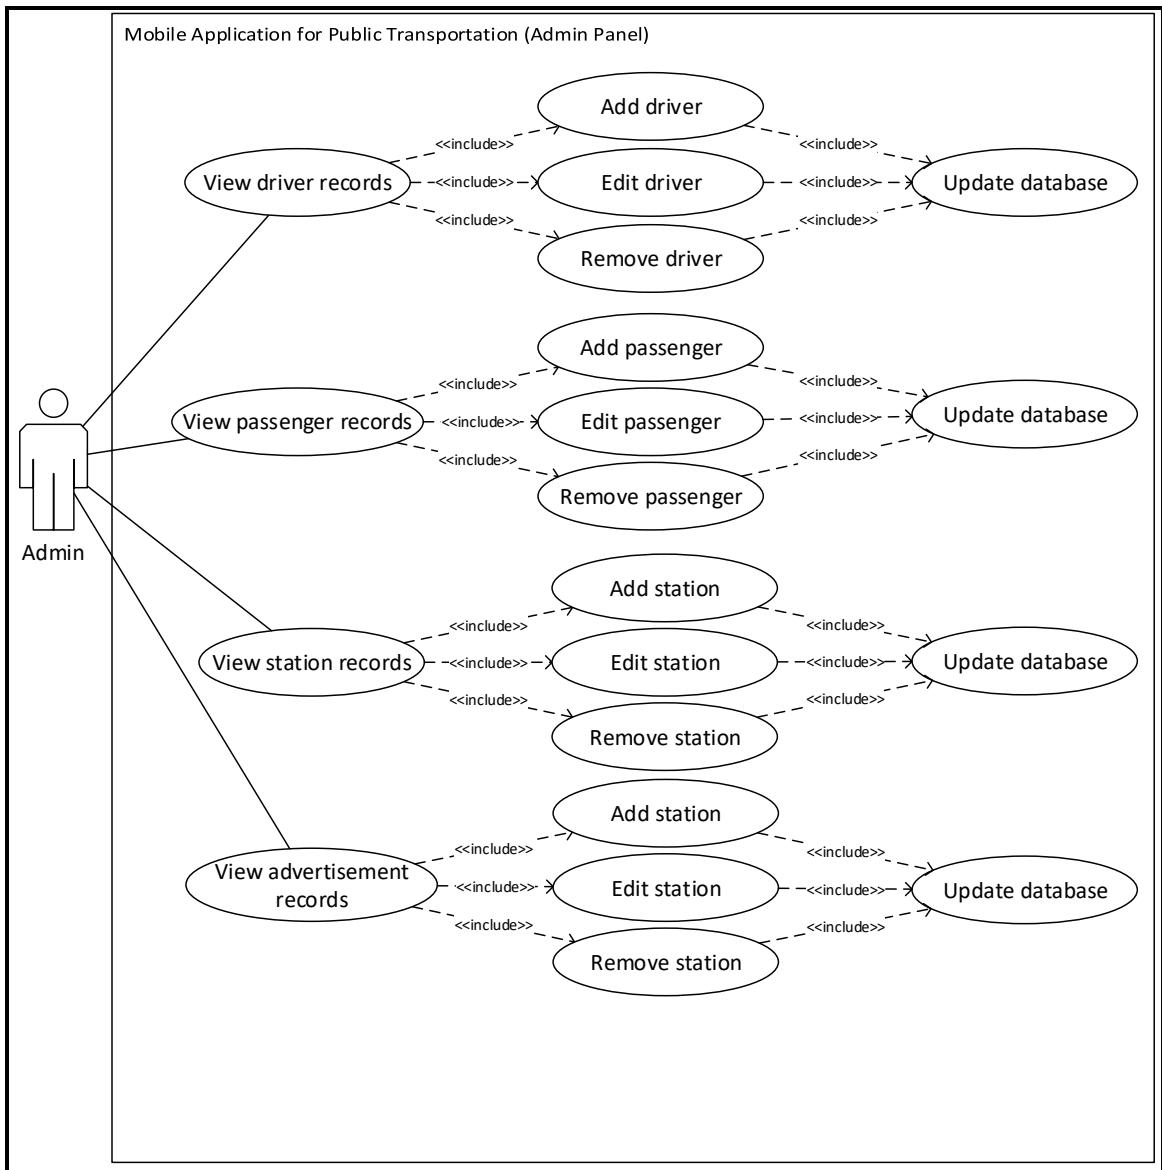 Mobile Application for Public Transportation (Admin Panel)
Add driver
<<include>>
<<include>>
View driver records
<<include>>
Edit driver
<<include>>
Update database
<<include>>
<<include>>
Remove driver
Add passenger
<<include>>
<<include>>
View passenger records
<<include>>
Edit passenger
<<include>>
Update database
<<include>>
<<include>>
Remove passenger
Admin
Add station
<<include>>
<<include>>
View station records
<<include>>
Edit station
<<include>>
Update database
<<include>>
<<include>>
Remove station
Add station
<<include>>
<<include>>
View advertisement
records
<<include>>
Edit station
<<include>>
Update database
<<include>>
<<include>>
Remove station